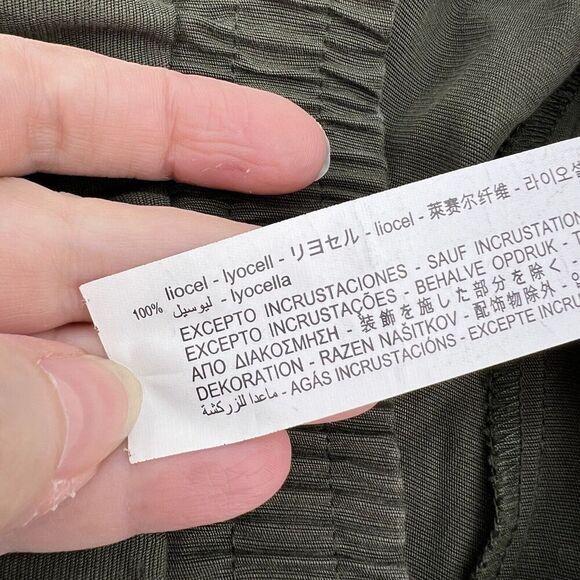 100% liocel - lyocell - リヨセル - liocel - 莱赛尔纤维 - 라이오셀
ليوسيل - lyocella
EXCEPTO INCRUSTACIONES - SAUF INCRUSTATION
EXCEPTO INCRUSTAÇÕES - BEHALVE OPDRUK -
ΑΠΟ ΔΙΑΚΟΣΜΗΣΗ - 装飾を施した部分を除く -
DEKORATION - RAZEN NAŠITKOV - 配饰物除外 -
ماعدا للزركشة - AGÁS INCRUSTACIÓNS - EXCEPTE INCRU